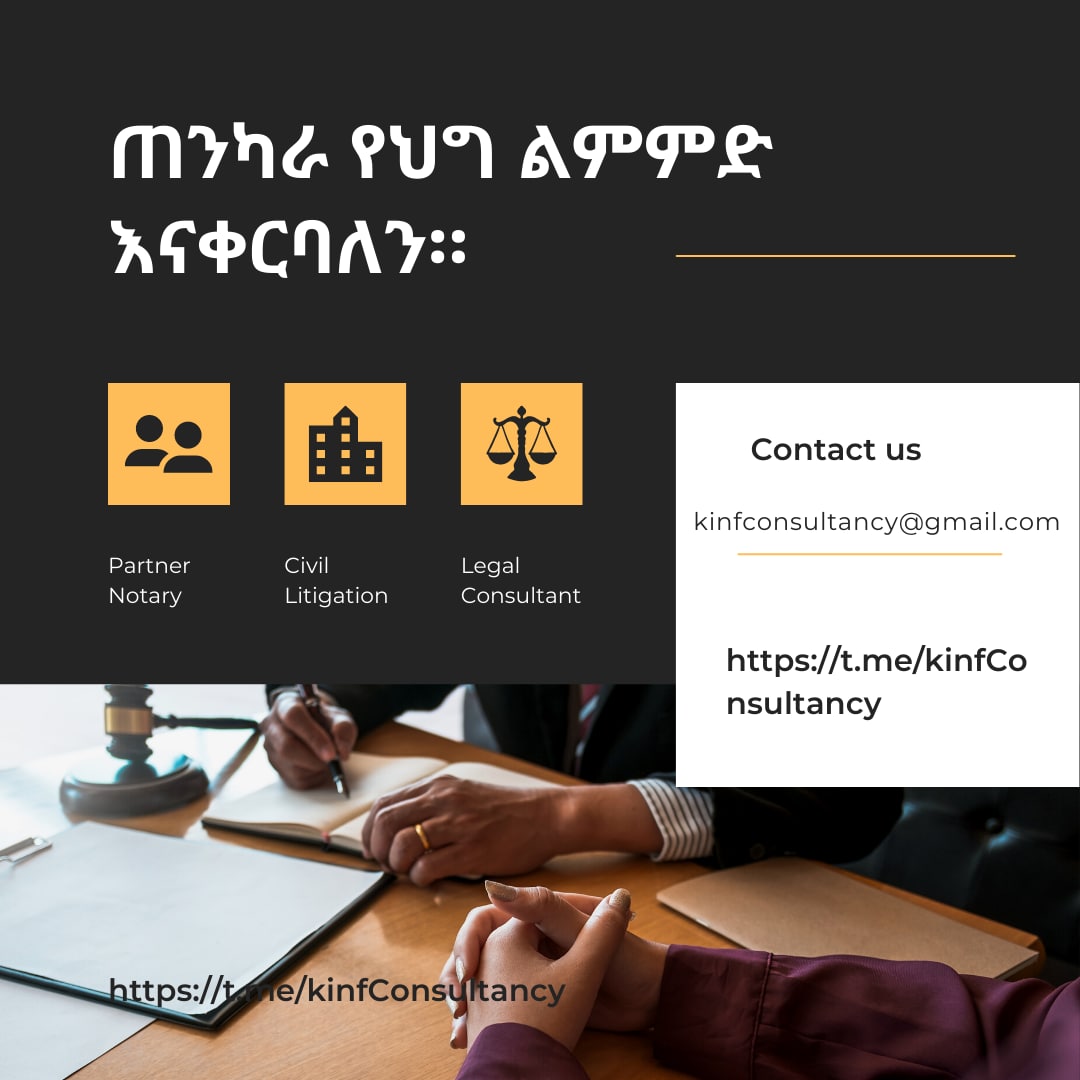 ጠንካራ የህግ ልምምድ
እናቀርባለን።
Partner
Notary
Civil
Litigation
Legal
Consultant
Contact us
kinfconsultancy@gmail.com
https://t.me/kinfCo
nsultancy
https://t.me/kinfConsultancy